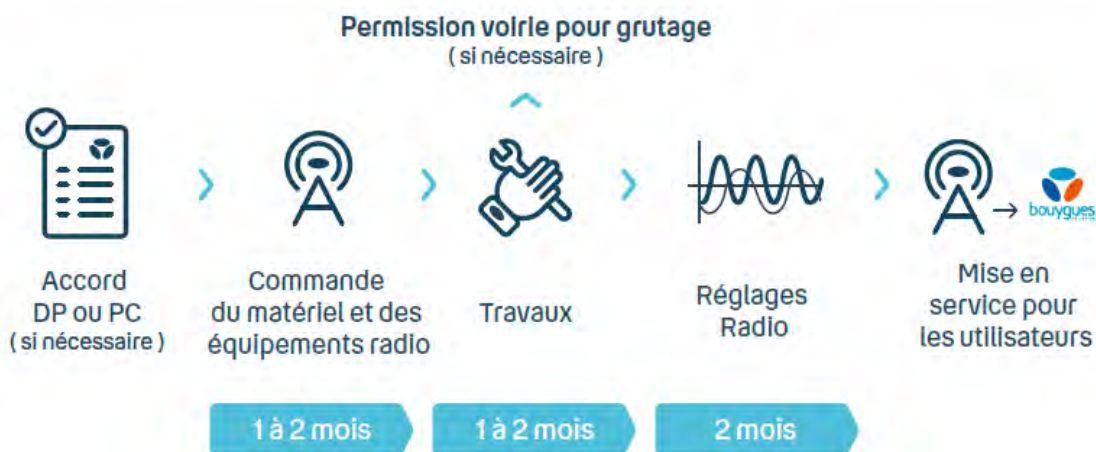 Permission voirie pour grutage
( si nécessaire )
Accord
DP ou PC
( si nécessaire )
Commande
du matériel et des
équipements radio
Travaux
Réglages
Radio
bouygues
Mise en
service pour
les utilisateurs
1 à 2 mois
1 à 2 mois
2 mois